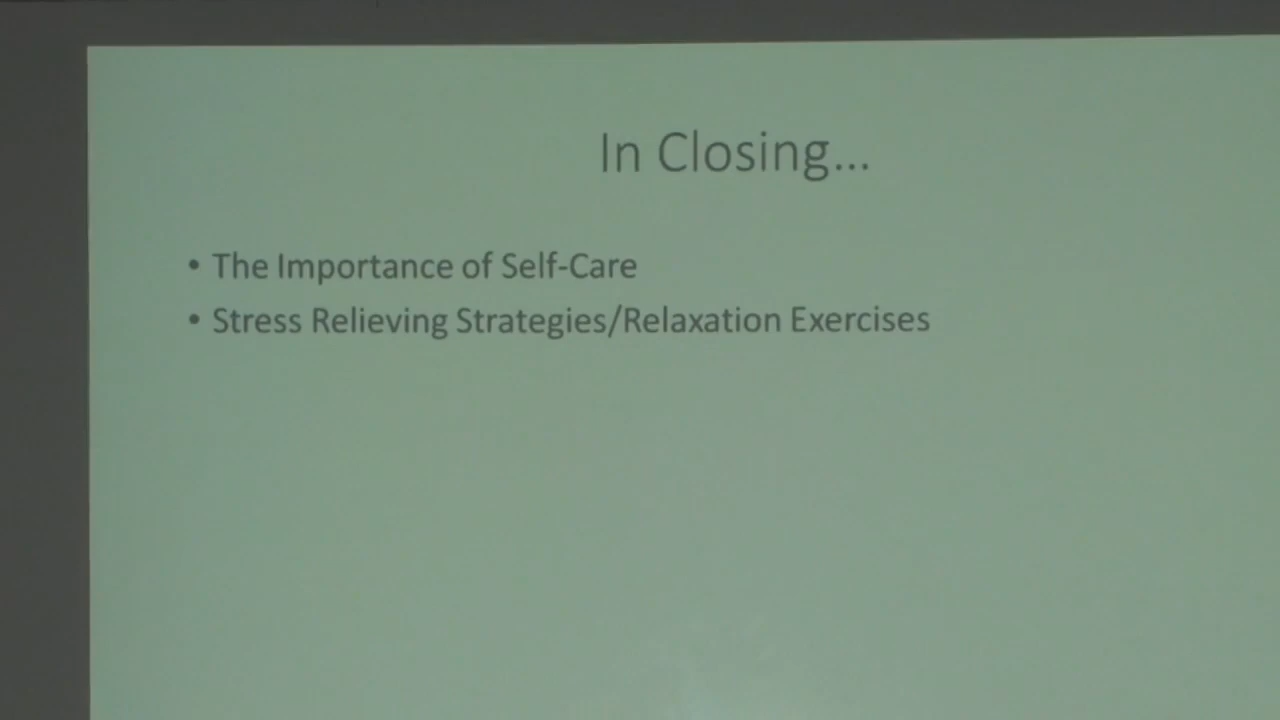 In Closing...
• The Importance of Self-Care
• Stress Relieving Strategies/Relaxation Exercises